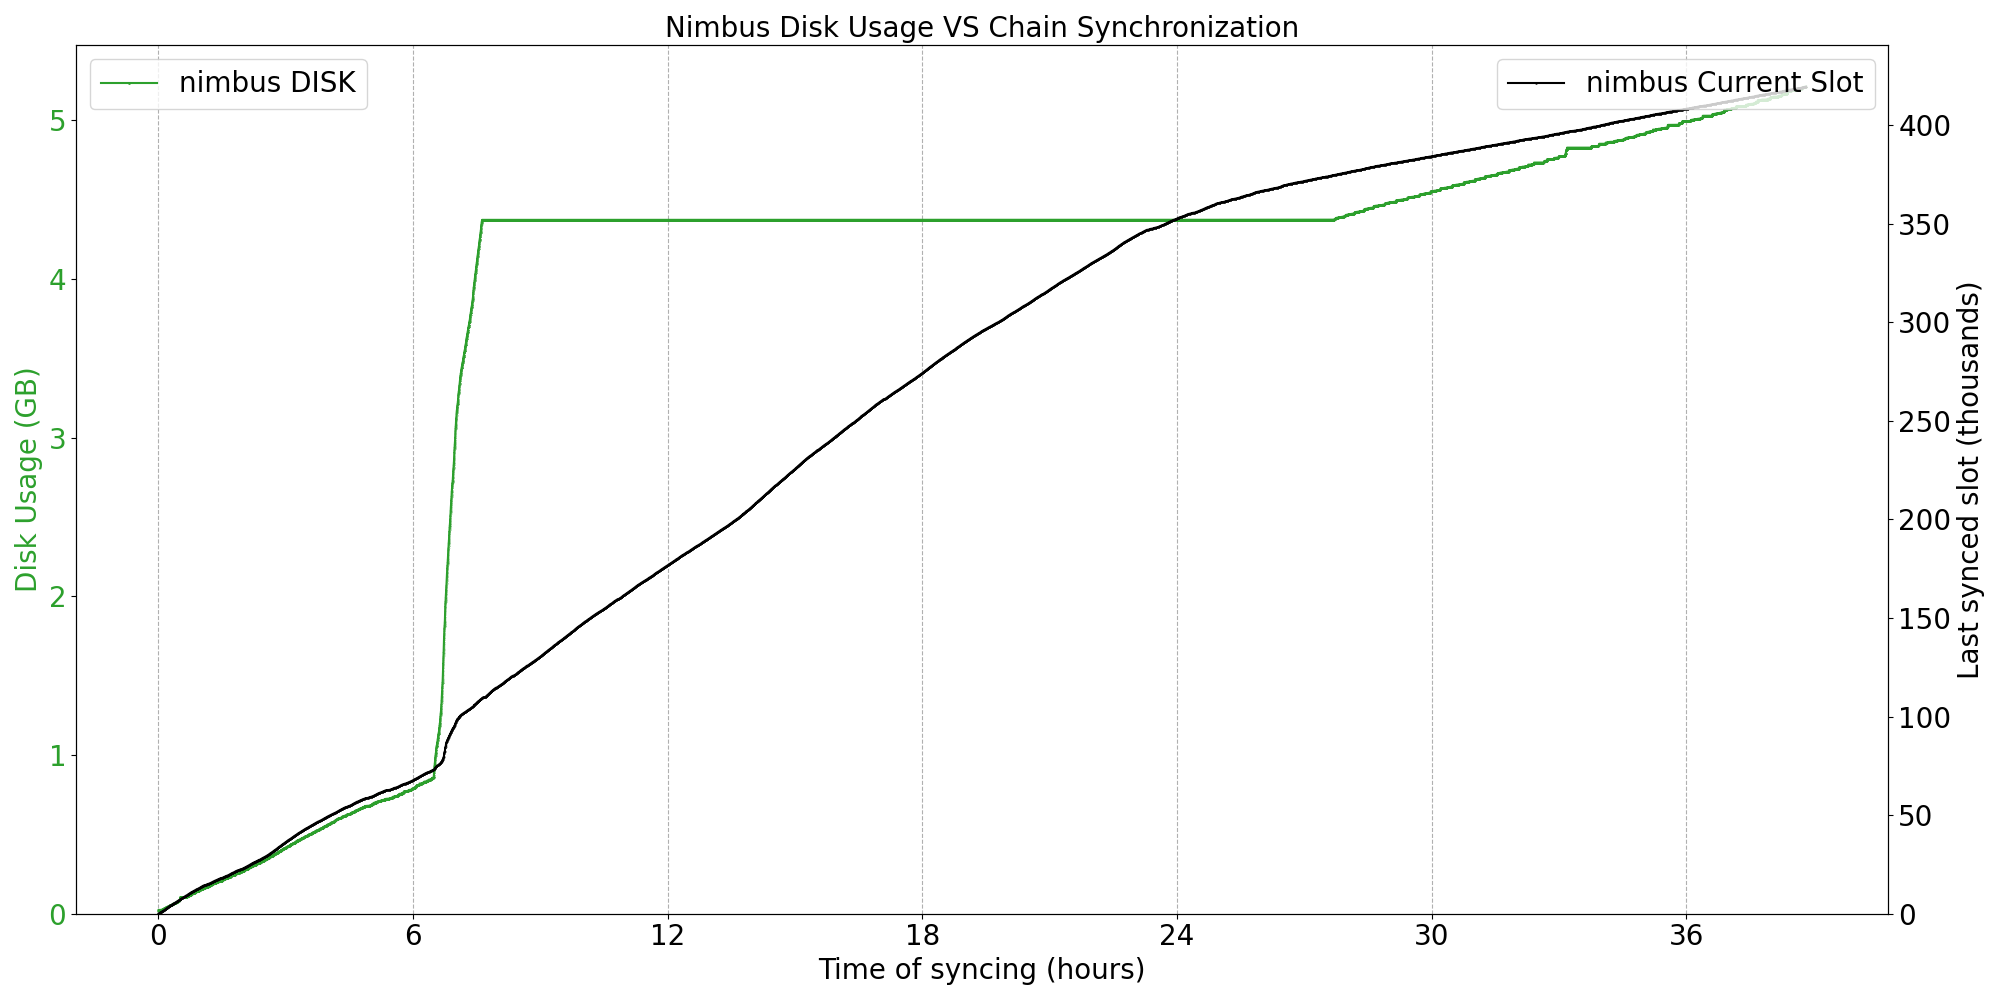 Nimbus Disk Usage VS Chain Synchronization
nimbus DISK
nimbus Current Slot
5
4
3
2
1
0
Disk Usage (GB)
400
350
300
250
200
150
100
50
0
Last synced slot (thousands)
0 6 12 18 24 30 36
Time of syncing (hours)